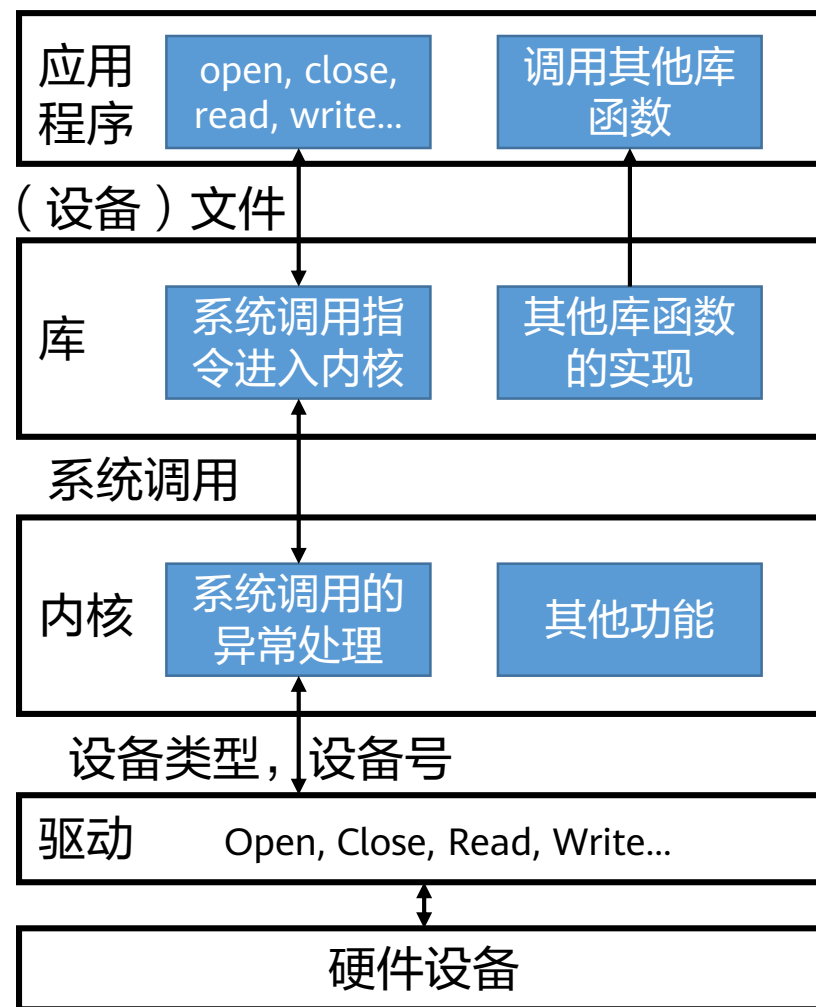 应用
程序
open, close,
read, write...
调用其他库
函数
（设备）文件
库
系统调用指
令进入内核
其他库函数
的实现
系统调用
内核
系统调用的
异常处理
其他功能
设备类型，设备号
驱动
Open, Close, Read, Write...
硬件设备